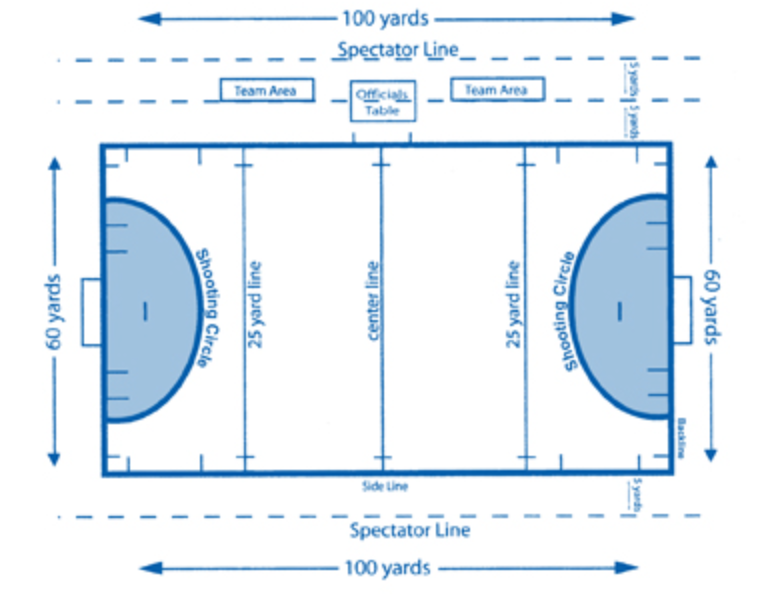 100 yards
Spectator Line
5 yards
Team Area
Officials
Table
Team Area
5 yards
60 yards
Shooting Circle
25 yard line
center line
25 yard line
Shooting Circle
60 yards
Backline
Side Line
5 yards
Spectator Line
100 yards